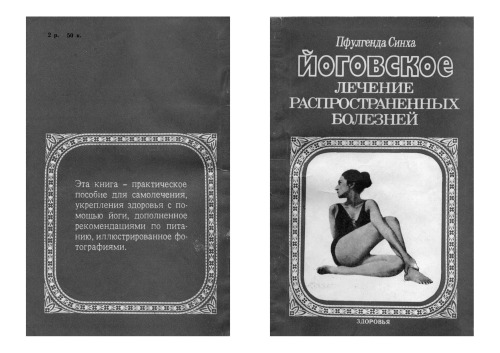 2 р. 50 к.
Эта книга – практическое
пособие для самолечения,
укрепления здоровья с по-
мощью йоги, дополненное
рекомендациями по пита-
нию, иллюстрированное фо-
тографиями.
Пфулгенда Синха
ЙОГОВСКОЕ
ЛЕЧЕНИЕ
РАСПРОСТРАНЕННЫХ
БОЛЕЗНЕЙ
ЗДОРОВЬЯ